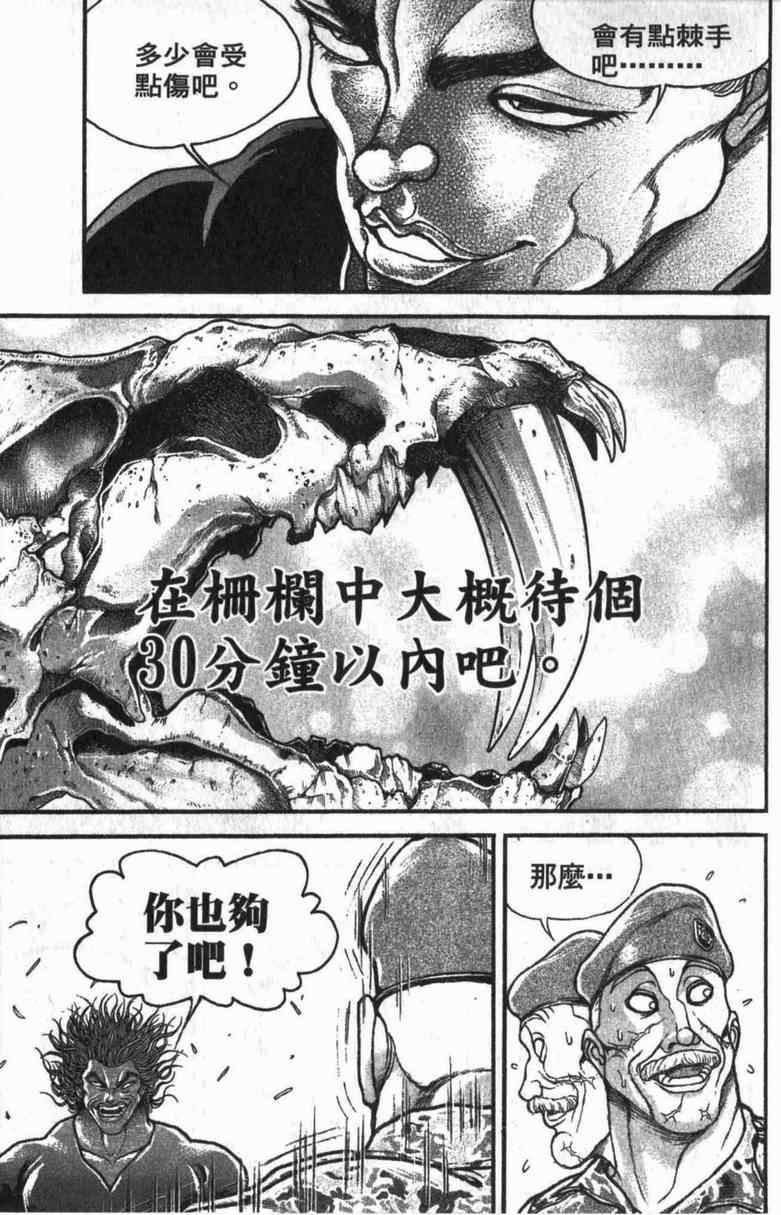 會有點棘手
吧………
多少會受
點傷吧。
在柵欄中大概待個
30分鐘以內吧。
那麼…
你也夠
了吧！